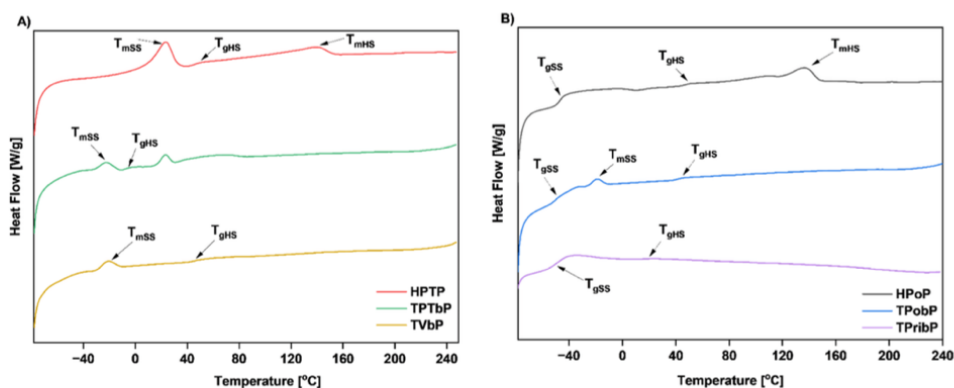 A)
TmSS
TgHS
TmHS
TmSS
TgHS
TmSS
TgHS
HPTP
TPTbP
TVbP
Heat Flow [W/g]
−40 0 40 80 120 160 200 240
Temperature [°C]
B)
TgSS
TgHS
TmHS
TgSS
TmSS
TgHS
TgHS
TgSS
HPoP
TPobP
TPribP
Heat Flow [W/g]
−40 0 40 80 120 160 200 240
Temperature [°C]